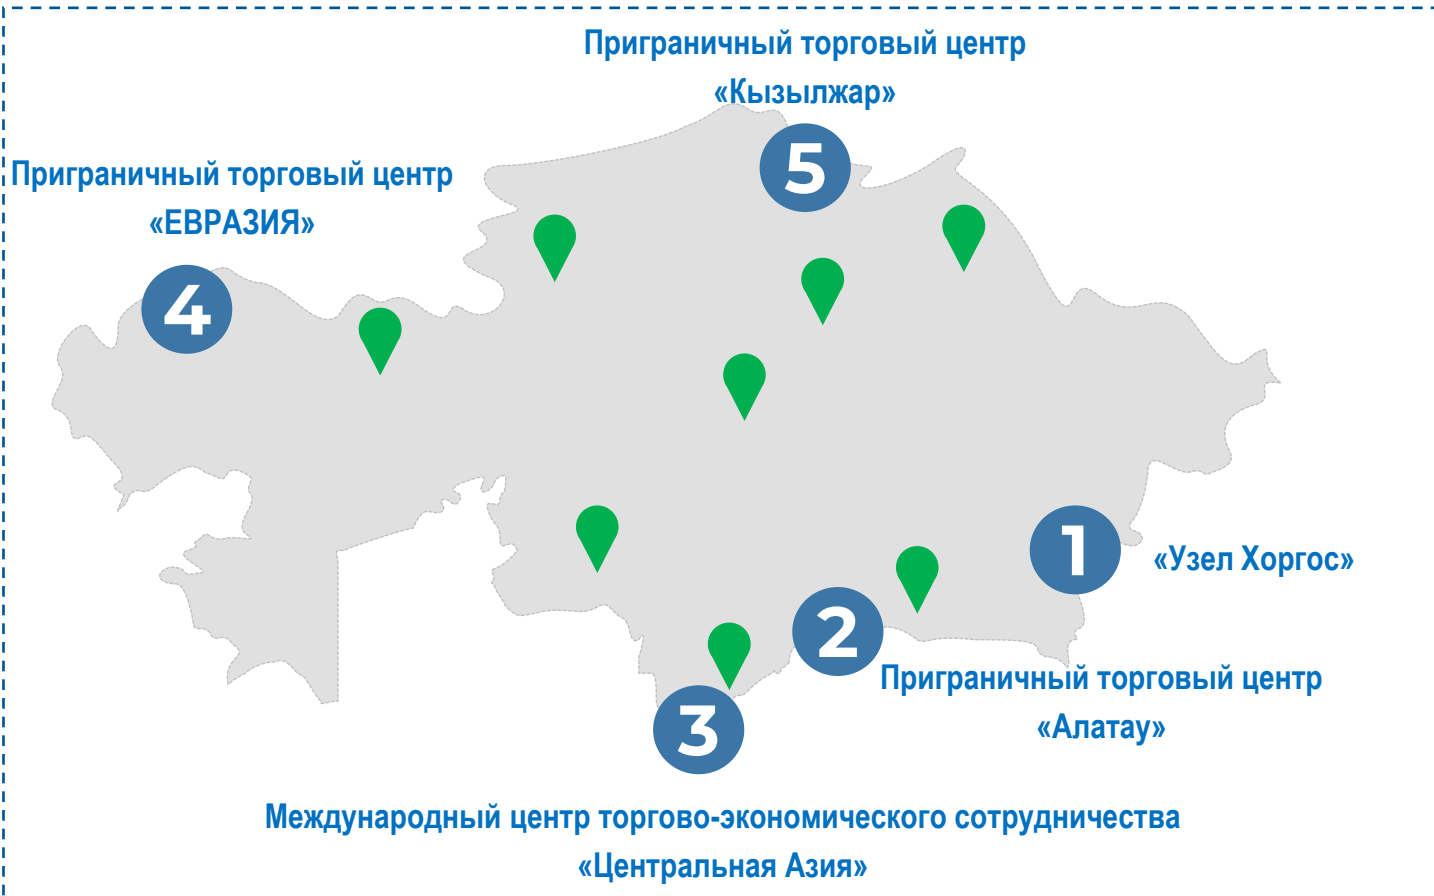 Приграничный торговый центр
«Кызылжар»
5
Приграничный торговый центр
«ЕВРАЗИЯ»
4
1
«Узел Хоргос»
2
Приграничный торговый центр
«Алатау»
3
Международный центр торгово-экономического сотрудничества
«Центральная Азия»